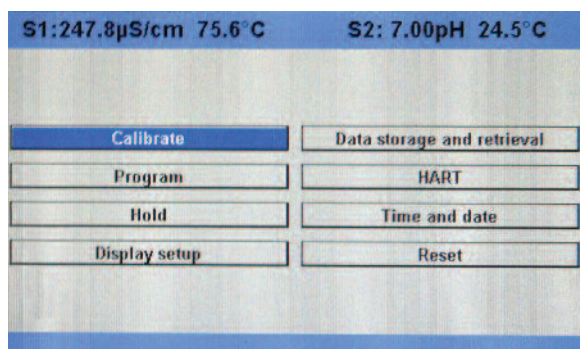 S1:247.8µS/cm 75.6°C S2: 7.00pH 24.5°C
Calibrate Data storage and retrieval
Program HART
Hold Time and date
Display setup Reset